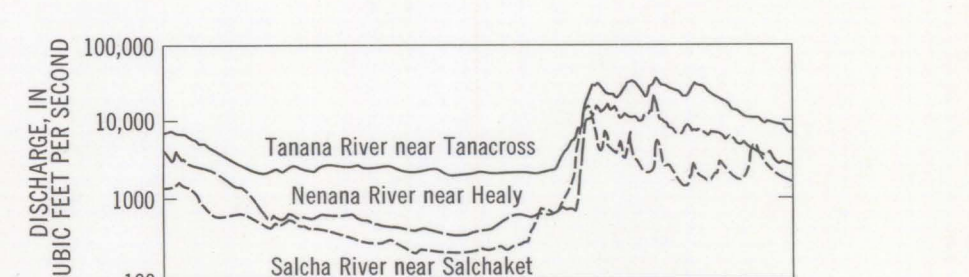 DISCHARGE, IN
UBIC FEET PER SECOND
100,000
10,000
1000
Tanana River near Tanacross
Nenana River near Healy
Salcha River near Salchaket